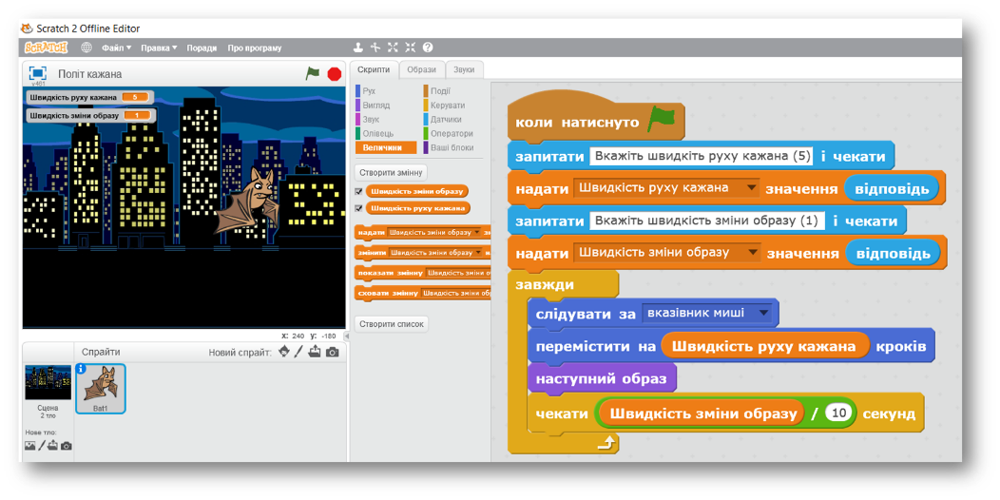 Scratch 2 Offline Editor
SCRATCH Файл Правка Поради Про програму
Політ кажана
v461
Швидкість руху кажана 5
Швидкість зміни образу 1
x: 240 y: -180
Спрайти Новий спрайт:
Сцена
2 тло
Нове тло:
Bat1
Скрипти Образи Звуки
Рух Події
Вигляд Керувати
Звук Датчики
Олівець Оператори
Величини Ваші блоки
Створити змінну
Швидкість зміни образу
Швидкість руху кажана
надати Швидкість зміни образу зн
змінити Швидкість зміни образу н
показати змінну Швидкість зміни о
сховати змінну Швидкість зміни об
Створити список
коли натиснуто
запитати Вкажіть швидкіть руху кажана (5) і чекати
надати Швидкість руху кажана значення відповідь
запитати Вкажіть швидкість зміни образу (1) і чекати
надати Швидкість зміни образу значення відповідь
завжди
слідувати за вказівник миші
перемістити на Швидкість руху кажана кроків
наступний образ
чекати Швидкість зміни образу / 10 секунд